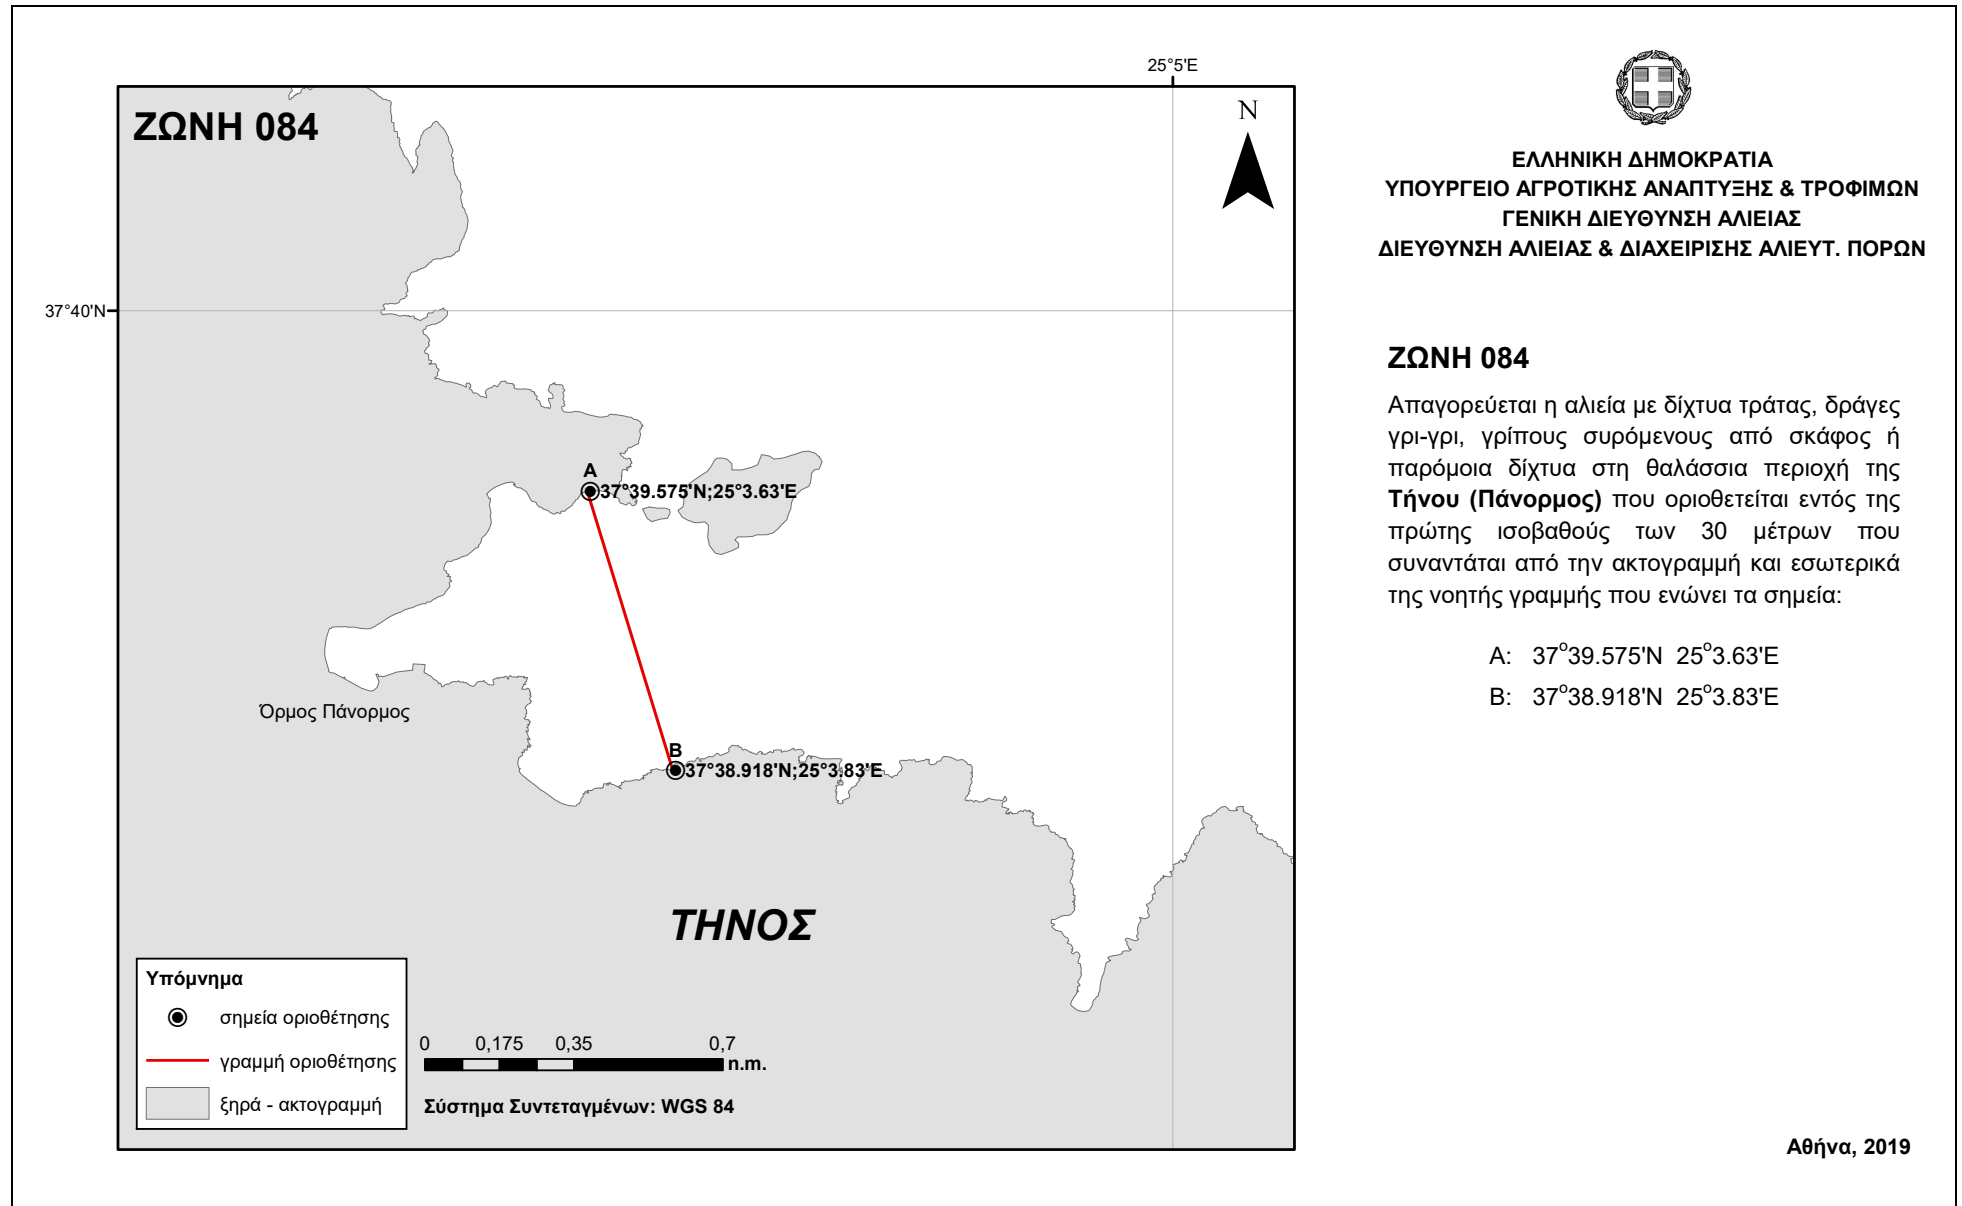 25°5'E
ΖΩΝΗ 084
N
37°40'N
A
37°39.575'N;25°3.63'E
Όρμος Πάνορμος
B
37°38.918'N;25°3.83'E
ΤΗΝΟΣ
Υπόμνημα
σημεία οριοθέτησης
γραμμή οριοθέτησης
ξηρά - ακτογραμμή
0 0,175 0,35 0,7
n.m.
Σύστημα Συντεταγμένων: WGS 84
ΕΛΛΗΝΙΚΗ ΔΗΜΟΚΡΑΤΙΑ
ΥΠΟΥΡΓΕΙΟ ΑΓΡΟΤΙΚΗΣ ΑΝΑΠΤΥΞΗΣ & ΤΡΟΦΙΜΩΝ
ΓΕΝΙΚΗ ΔΙΕΥΘΥΝΣΗ ΑΛΙΕΙΑΣ
ΔΙΕΥΘΥΝΣΗ ΑΛΙΕΙΑΣ & ΔΙΑΧΕΙΡΙΣΗΣ ΑΛΙΕΥΤ. ΠΟΡΩΝ
ΖΩΝΗ 084
Απαγορεύεται η αλιεία με δίχτυα τράτας, δράγες
γρι-γρι, γρίπους συρόμενους από σκάφος ή
παρόμοια δίχτυα στη θαλάσσια περιοχή της
Τήνου (Πάνορμος) που οριοθετείται εντός της
πρώτης ισοβαθούς των 30 μέτρων που
συναντάται από την ακτογραμμή και εσωτερικά
της νοητής γραμμής που ενώνει τα σημεία:
A: 37°39.575'N 25°3.63'E
B: 37°38.918'N 25°3.83'E
Αθήνα, 2019